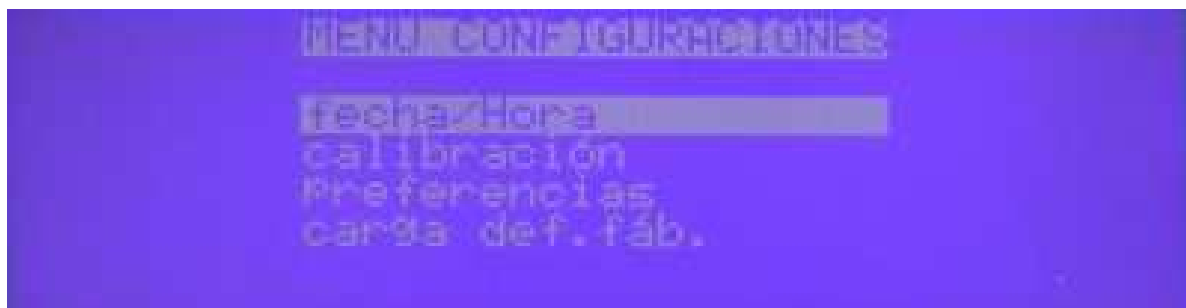 MENU CONFIGURACIONES
fecha/Hora
calibración
Preferencias
carga def.fáb.